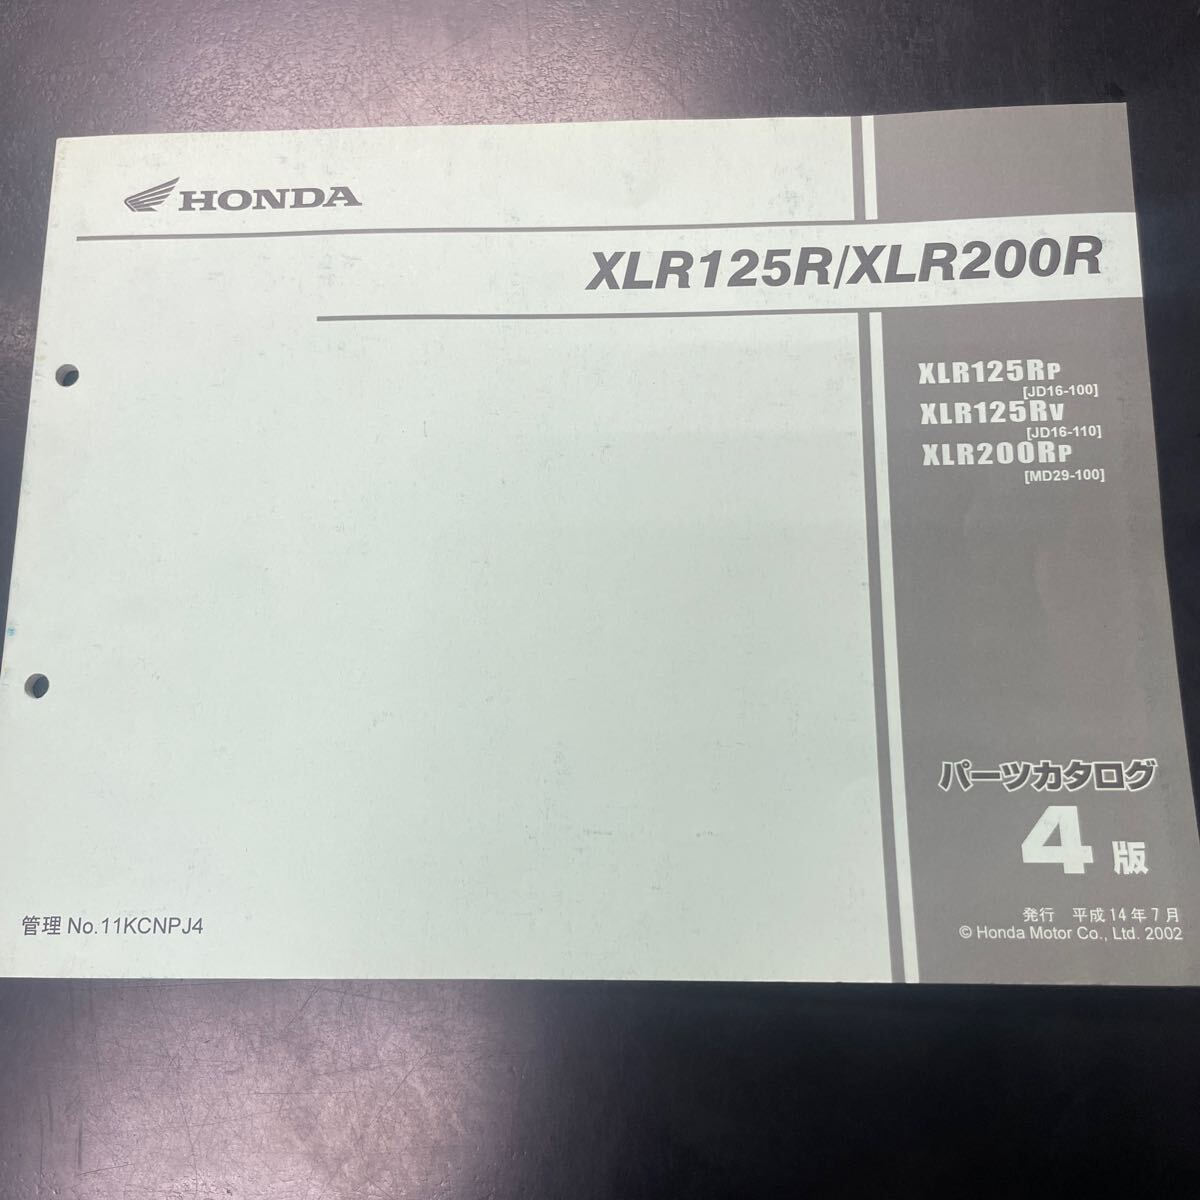 HONDA
XLR125R/XLR200R
XLR125RP
[JD16-100]
XLR125RV
[JD16-110]
XLR200RP
[MD29-100]
パーツカタログ
4版
管理 No.11KCNPJ4
発行 平成14年7月
© Honda Motor Co., Ltd. 2002